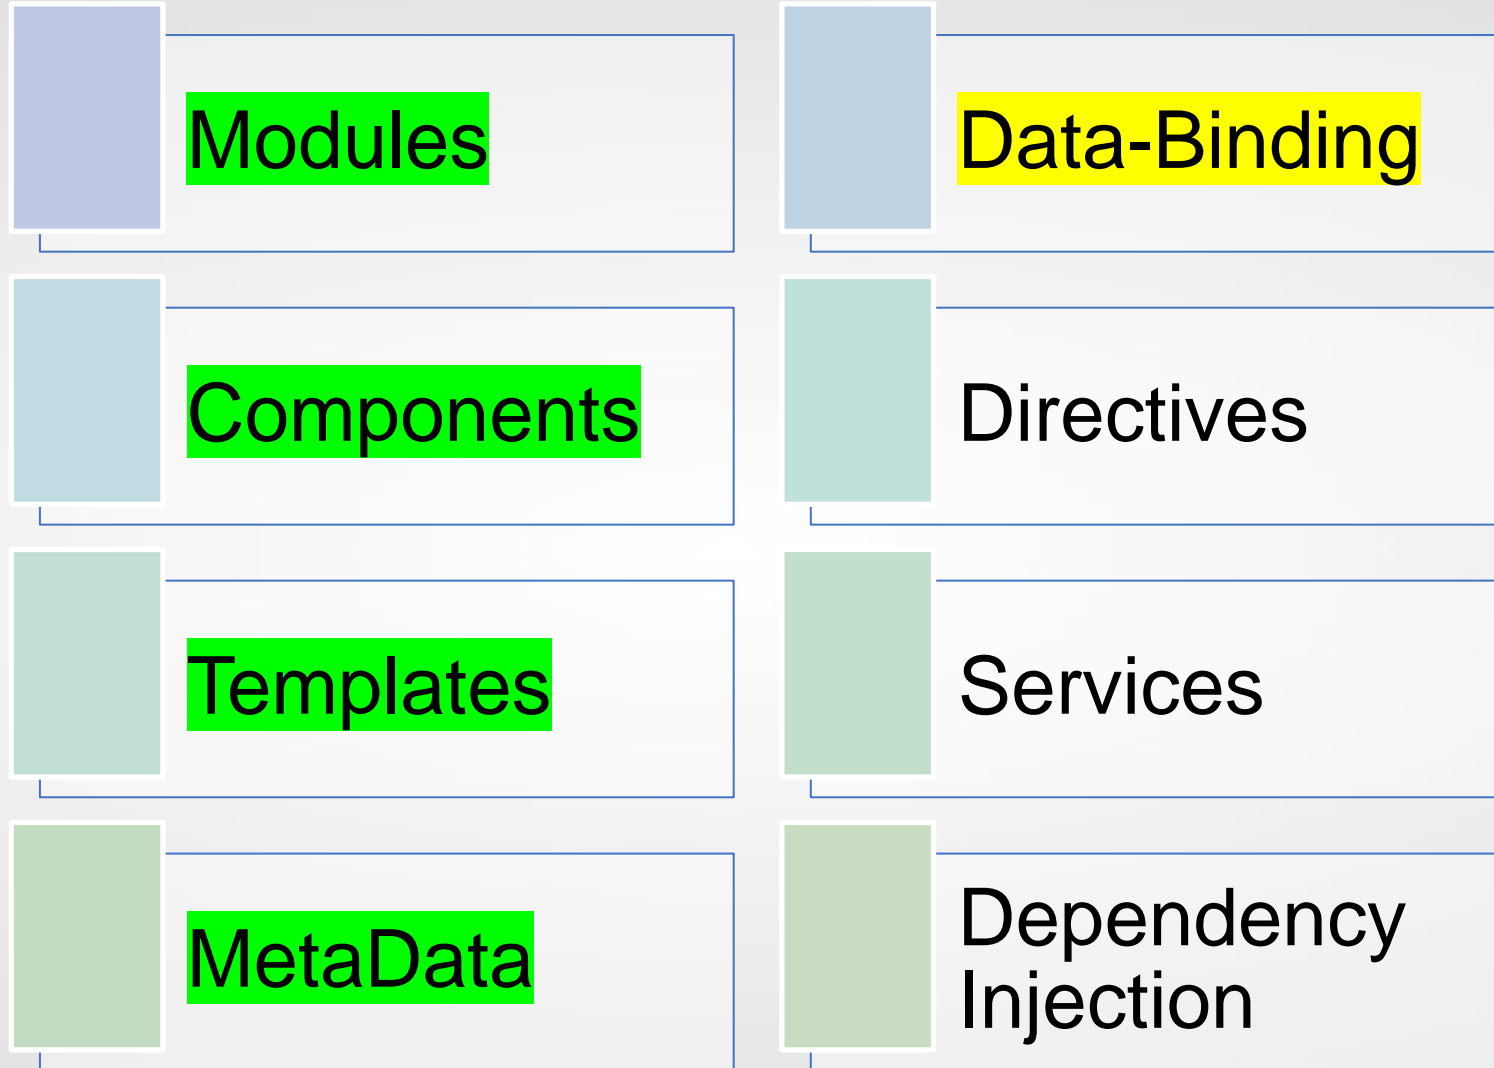 Modules
Components
Templates
MetaData
Data-Binding
Directives
Services
Dependency
Injection